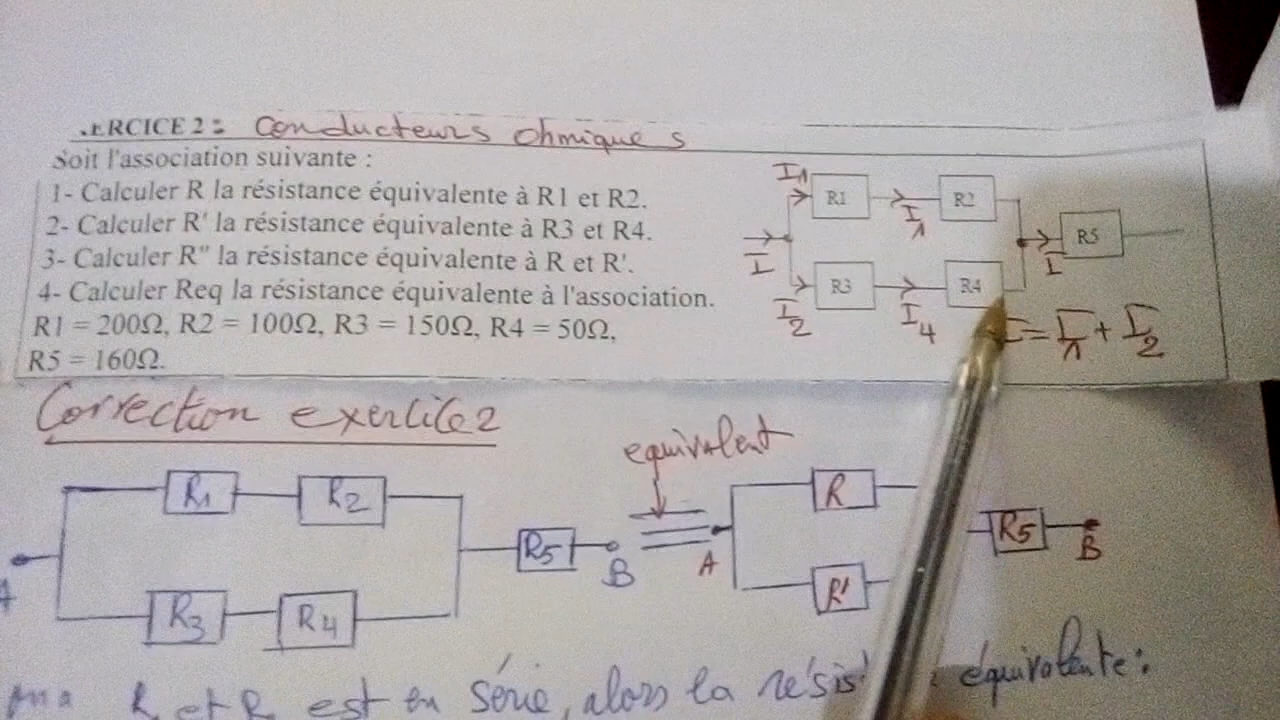 ERCICE 2 : conducteurs ohmiques
Soit l'association suivante :
1- Calculer R la résistance équivalente à R1 et R2.
2- Calculer R' la résistance équivalente à R3 et R4.
3- Calculer R" la résistance équivalente à R et R'.
4- Calculer Req la résistance équivalente à l'association.
R1 = 200Ω, R2 = 100Ω, R3 = 150Ω, R4 = 50Ω,
R5 = 160Ω.
I1 R1 I1 R2
I I R5
I2 R3 I4 R4
I = I1 + I2
Correction exercice 2
equivalent
R1 R2
A R5 B
R3 R4
R
A R5 B
R'
R et R est en série, alors la résis équivalente :